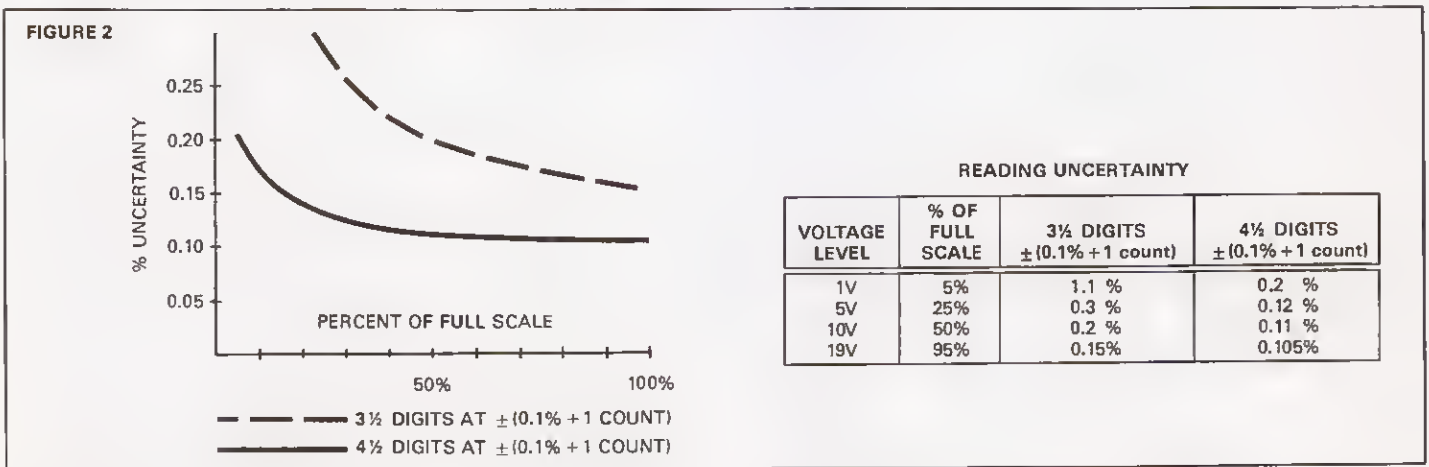 FIGURE 2
0.25
0.20
0.15
0.10
0.05
% UNCERTAINTY
PERCENT OF FULL SCALE
50%
100%
3½ DIGITS AT ±(0.1% + 1 COUNT)
4½ DIGITS AT ±(0.1% + 1 COUNT)
READING UNCERTAINTY
VOLTAGE LEVEL | % OF FULL SCALE | 3½ DIGITS ±(0.1% + 1 count) | 4½ DIGITS ±(0.1% + 1 count)
1V 5% 1.1 % 0.2 %
5V 25% 0.3 % 0.12 %
10V 50% 0.2 % 0.11 %
19V 95% 0.15% 0.105%